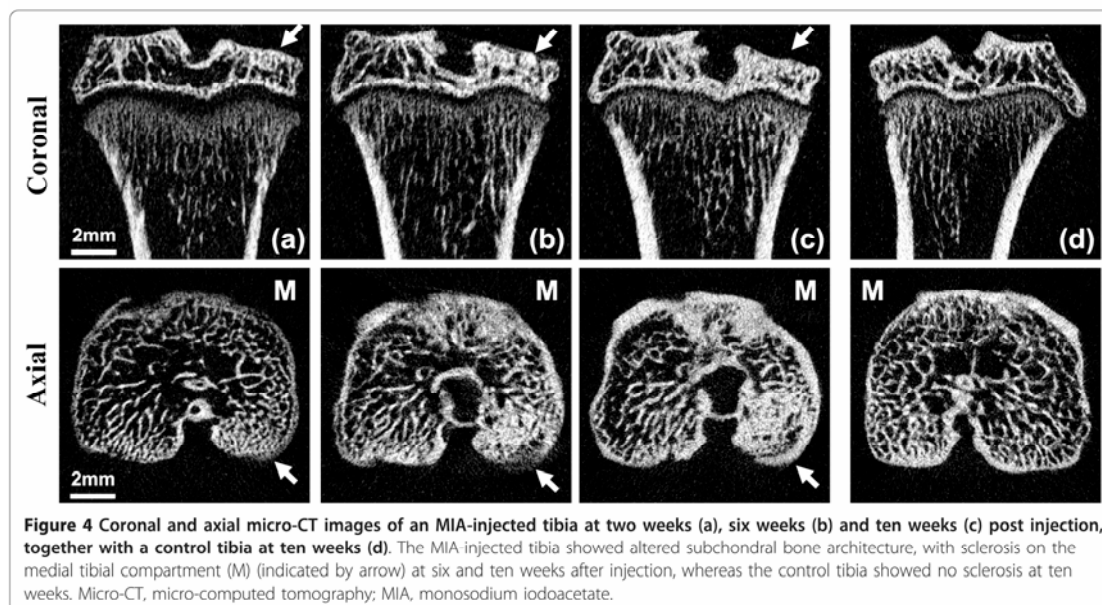 Coronal
2mm
(a)
(b)
(c)
(d)
Axial
M
M
M
M
2mm
Figure 4 Coronal and axial micro-CT images of an MIA-injected tibia at two weeks (a), six weeks (b) and ten weeks (c) post injection,
together with a control tibia at ten weeks (d). The MIA-injected tibia showed altered subchondral bone architecture, with sclerosis on the
medial tibial compartment (M) (indicated by arrow) at six and ten weeks after injection, whereas the control tibia showed no sclerosis at ten
weeks. Micro-CT, micro-computed tomography; MIA, monosodium iodoacetate.